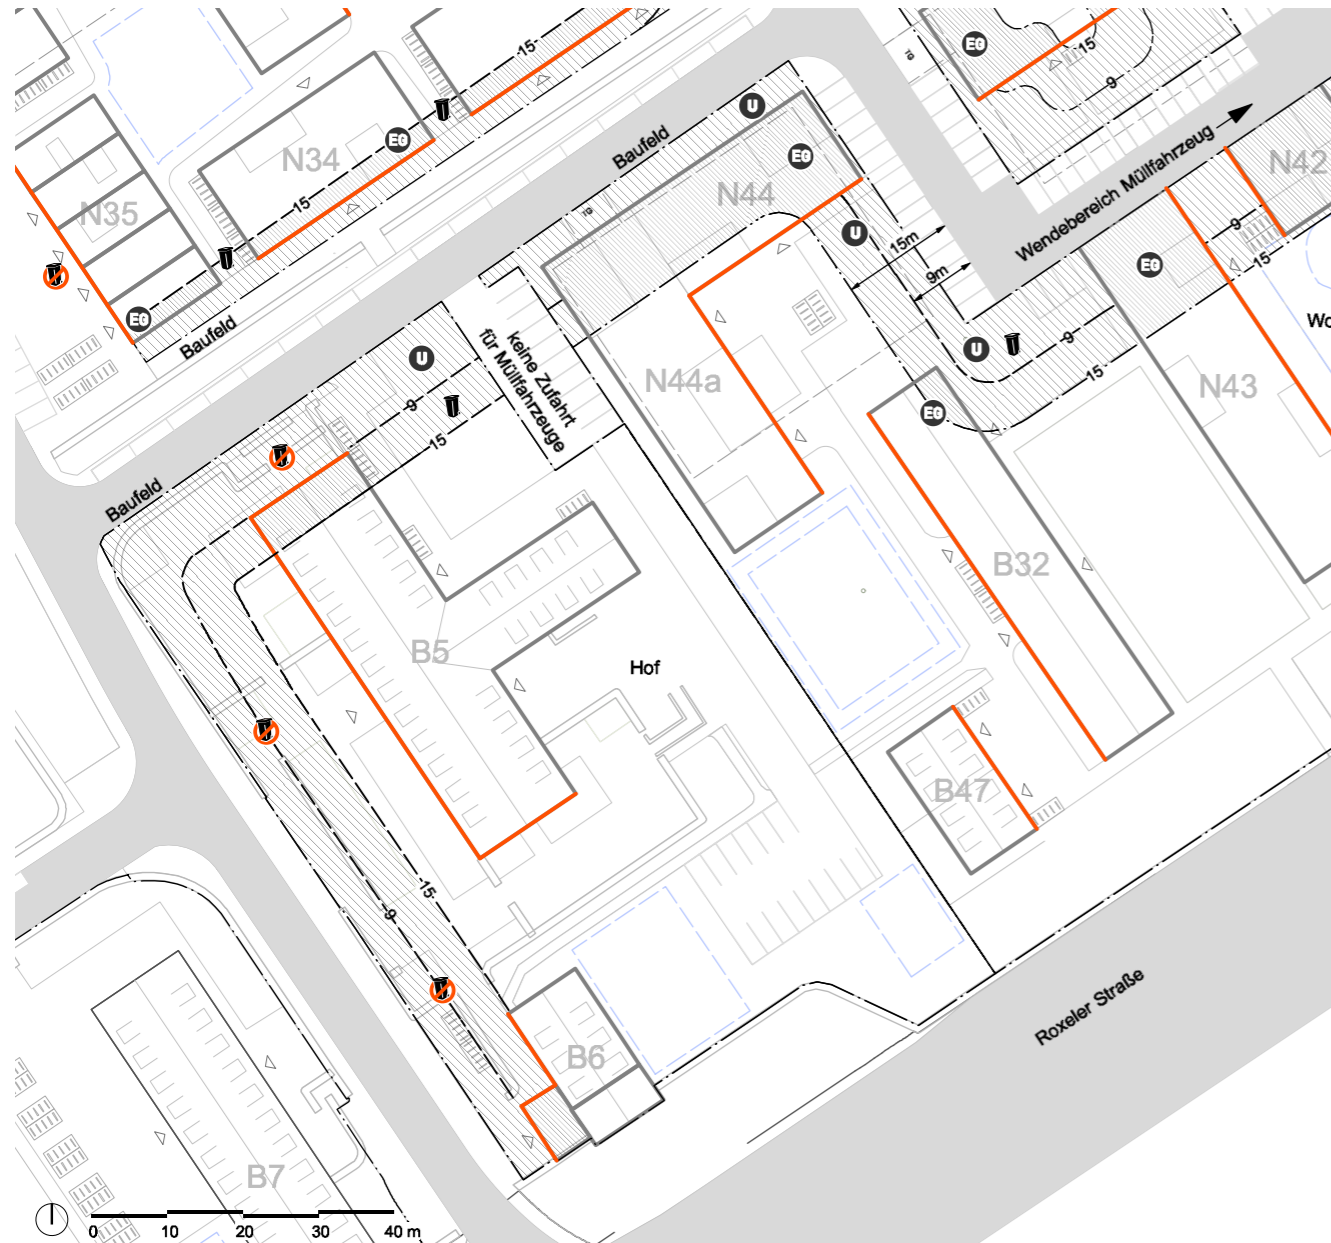 15
EG
15
9
TG
U
Baufeld
EG
N34
EG
N44
Wendebereich Müllfahrzeug
N42
N35
15
TG
U
15m
9
EG
15
9m
EG
Baufeld
keine Zufahrt
für Müllfahrzeuge
U
N44a
U
9
15
N43
Wo
9
15
EG
Baufeld
B32
B5
Hof
B47
15
9
Roxeler Straße
B6
B7
0 10 20 30 40 m